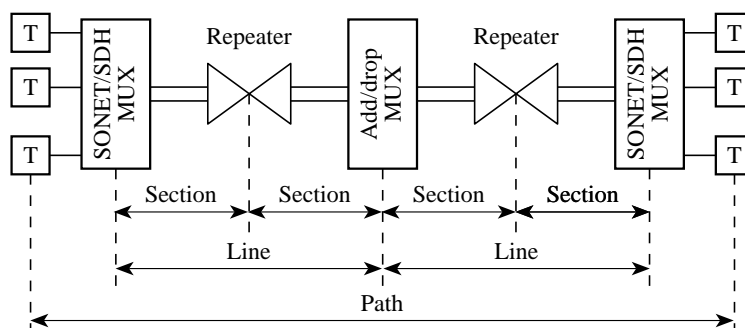 T
T
T
SONET/SDH
MUX
Repeater
Add/drop
MUX
Repeater
SONET/SDH
MUX
T
T
T
Section
Section
Section
Section
Line
Line
Path